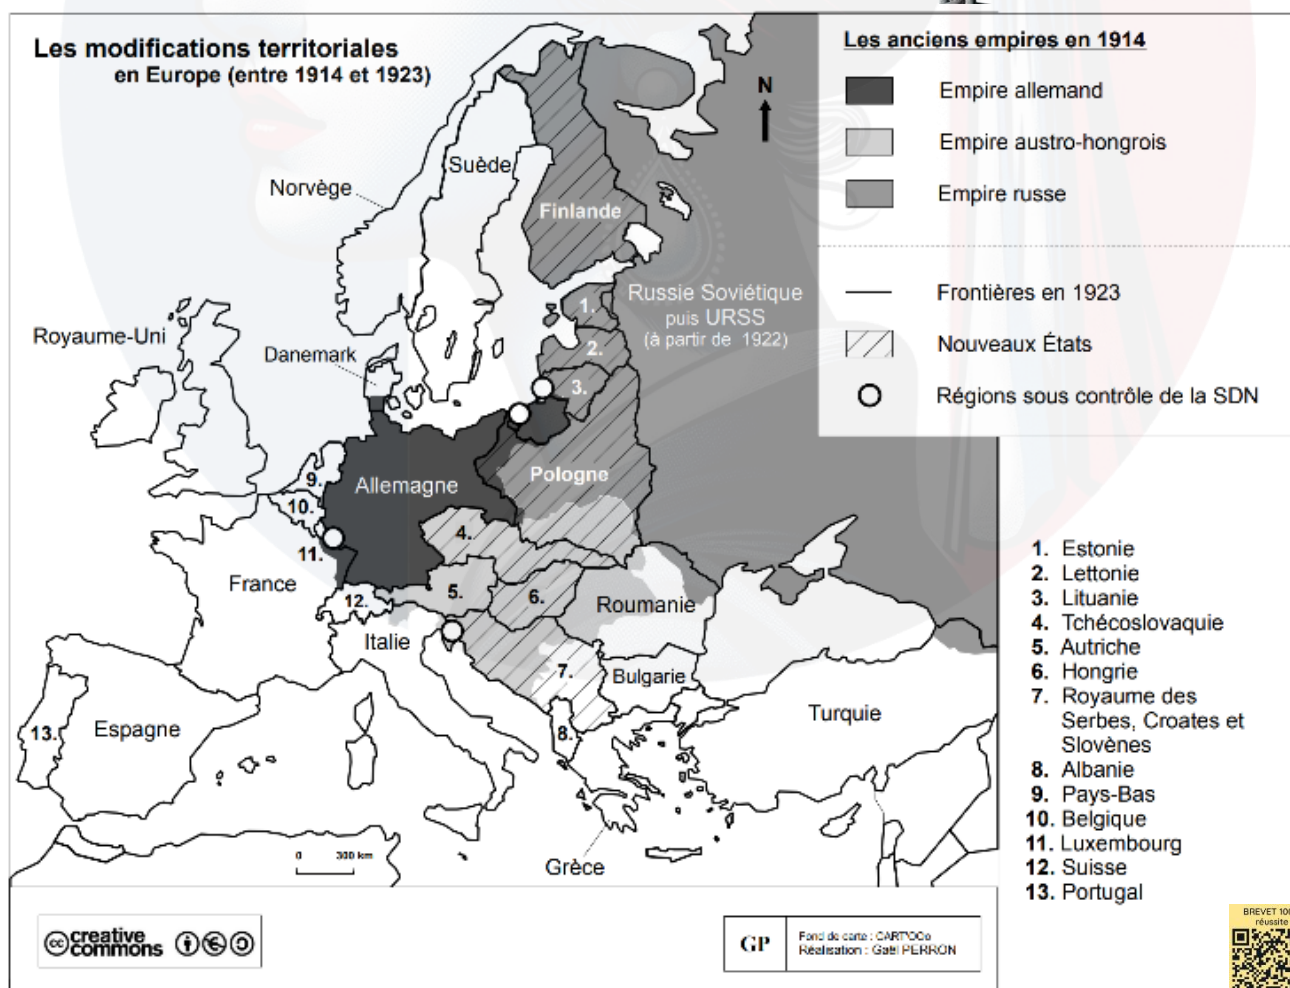 Les modifications territoriales
en Europe (entre 1914 et 1923)
Les anciens empires en 1914
Empire allemand
Empire austro-hongrois
Empire russe
Frontières en 1923
Nouveaux États
Régions sous contrôle de la SDN
N
Suède
Norvège
Finlande
Russie Soviétique
puis URSS
(à partir de 1922)
Royaume-Uni
Danemark
1.
2.
3.
Pologne
Allemagne
9.
10.
11.
4.
France
12.
5.
6.
Roumanie
Italie
7.
Bulgarie
Turquie
13.
Espagne
8.
Grèce
0 300 km
1. Estonie
2. Lettonie
3. Lituanie
4. Tchécoslovaquie
5. Autriche
6. Hongrie
7. Royaume des
Serbes, Croates et
Slovènes
8. Albanie
9. Pays-Bas
10. Belgique
11. Luxembourg
12. Suisse
13. Portugal
cc creative
commons
GP
Fond de carte : CART'OGo
Réalisation : Gaël PERRON
BREVET
réussite